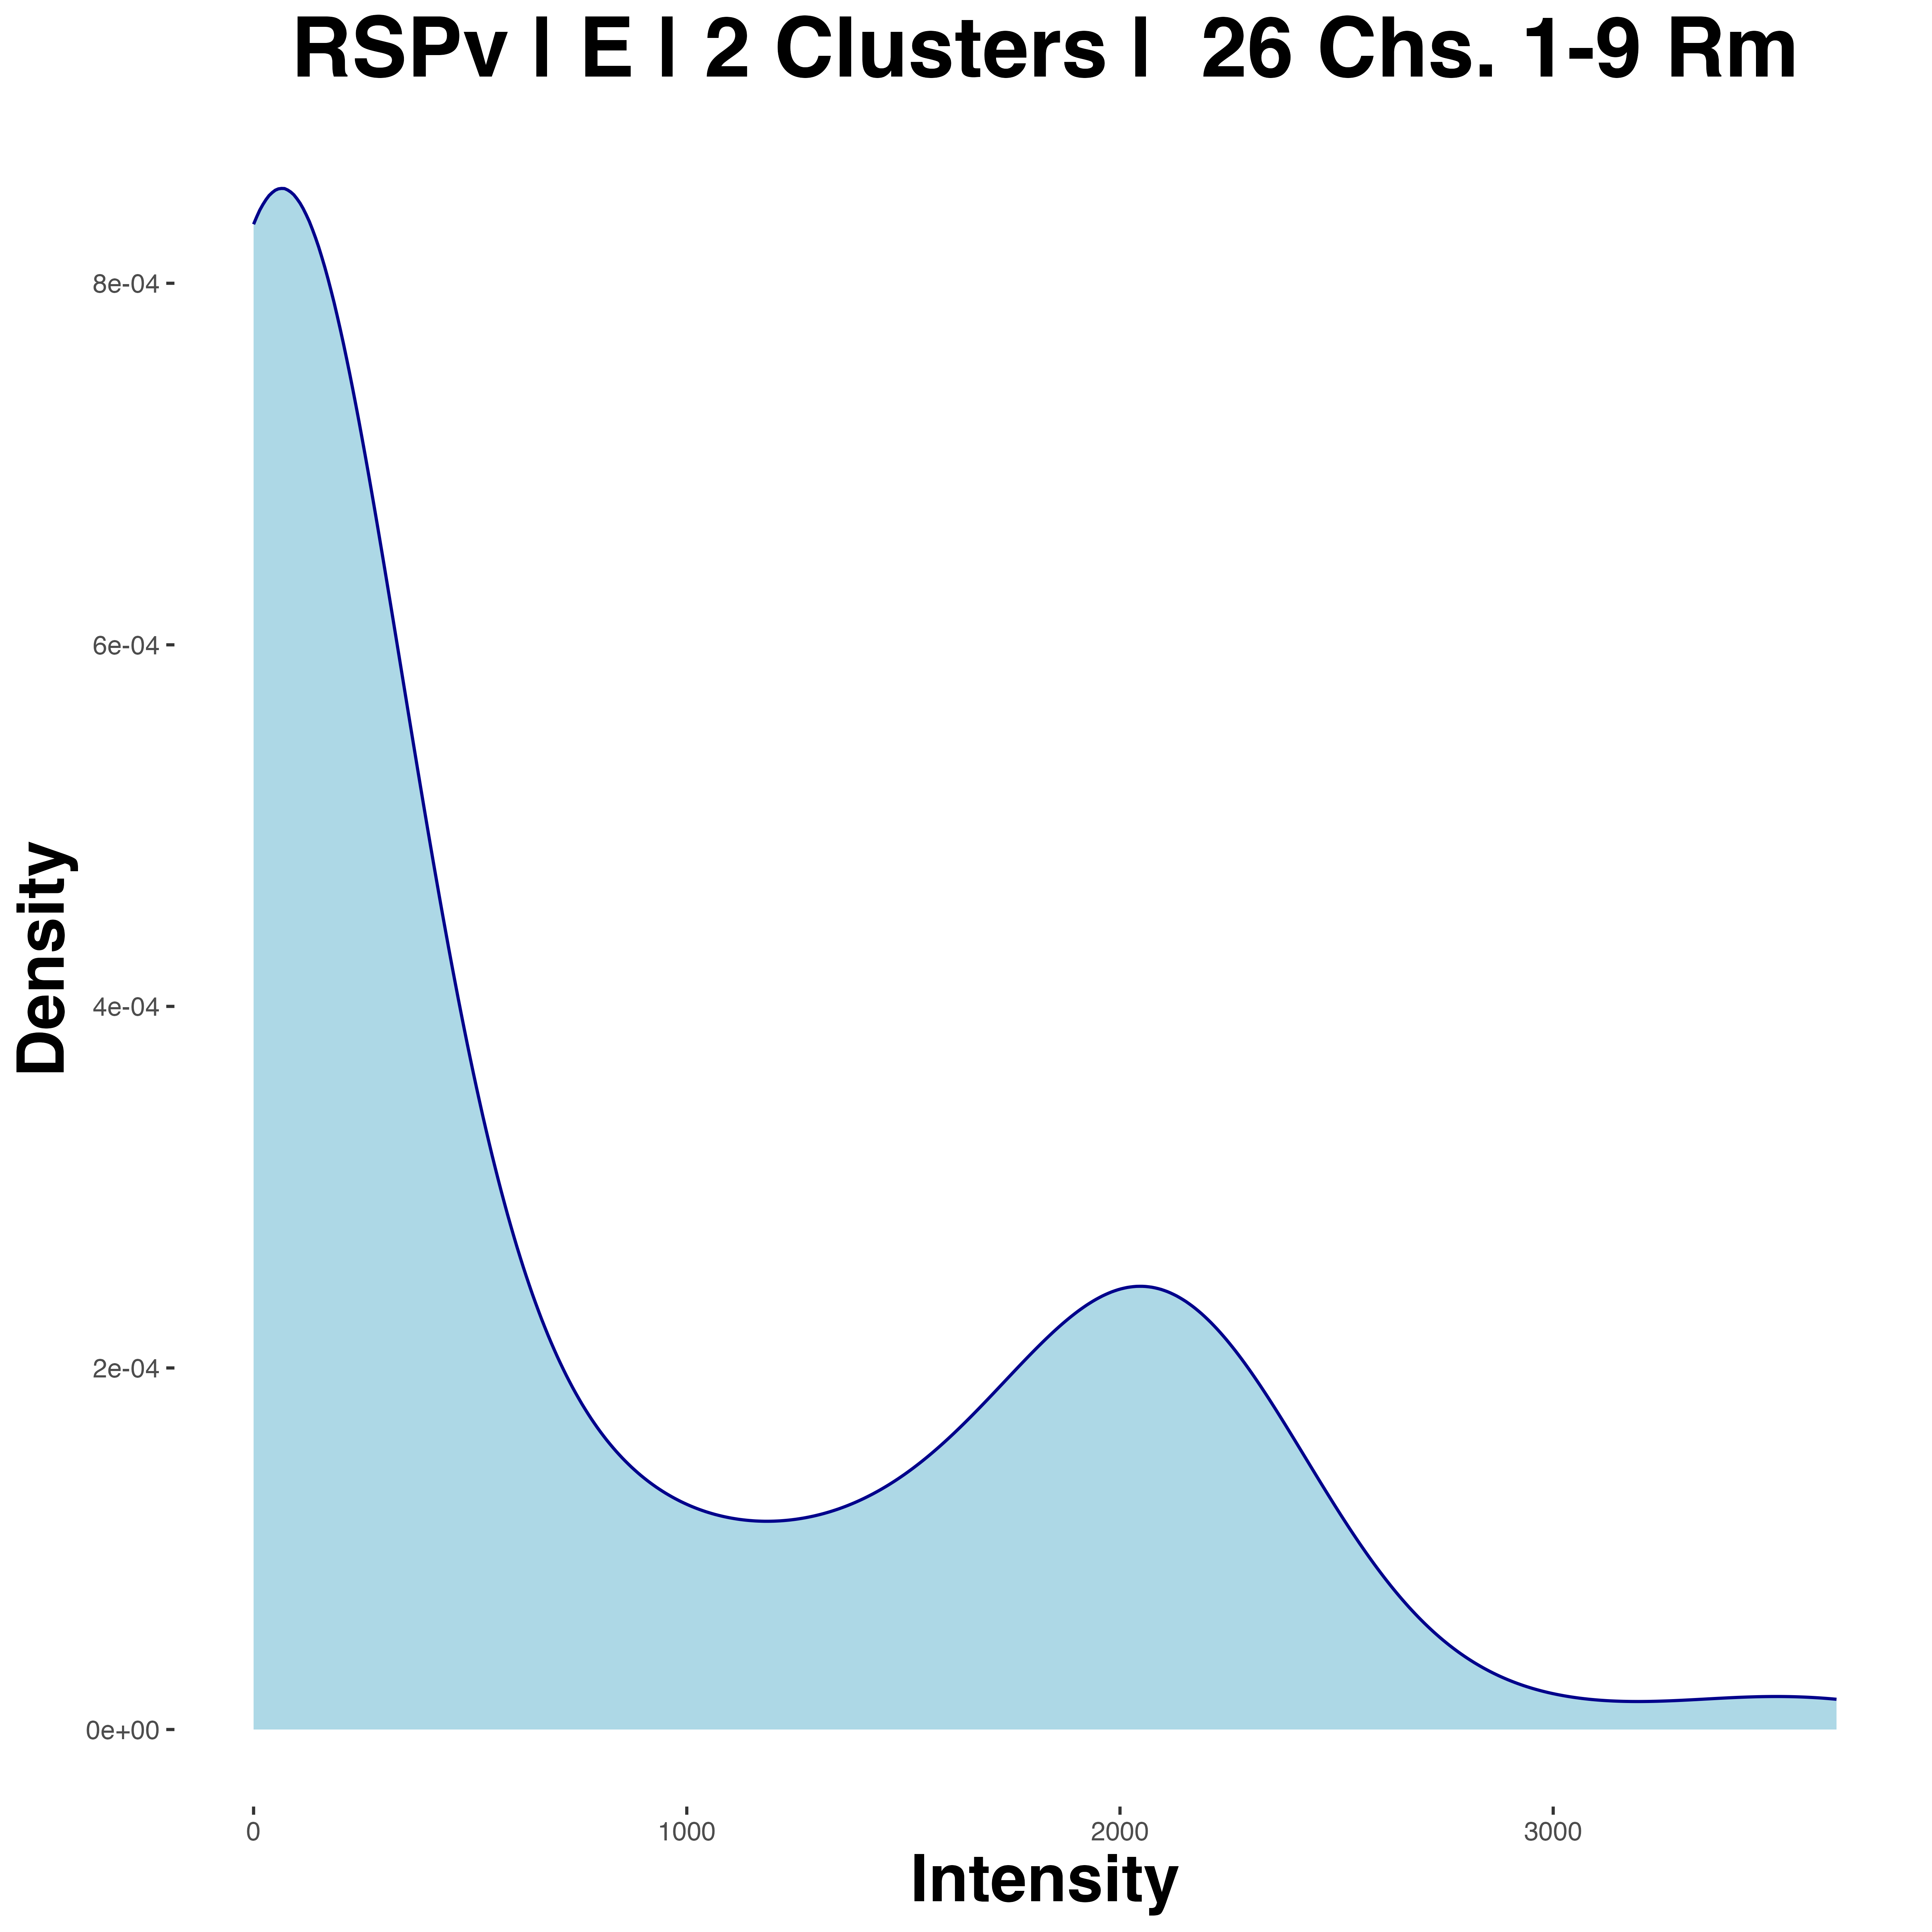 RSPv | E | 2 Clusters |  26 Chs. 1-9 Rm
Density
8e-04
6e-04
4e-04
2e-04
0e+00
0 1000 2000 3000
Intensity